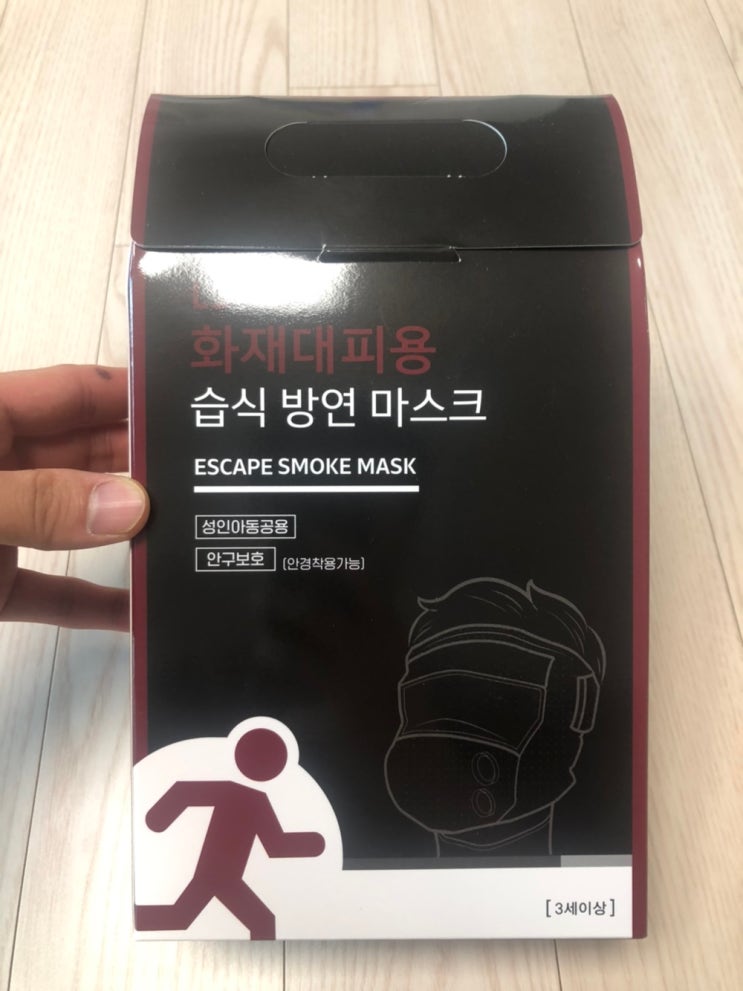 화재대피용
습식 방연 마스크
ESCAPE SMOKE MASK
성인아동공용
안구보호 (안경착용가능)
[3세이상]